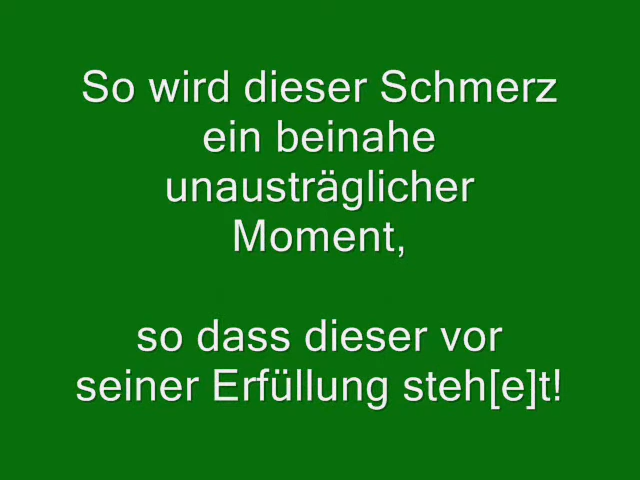 So wird dieser Schmerz
ein beinahe
unausträglicher
Moment,
so dass dieser vor
seiner Erfüllung steh[e]t!